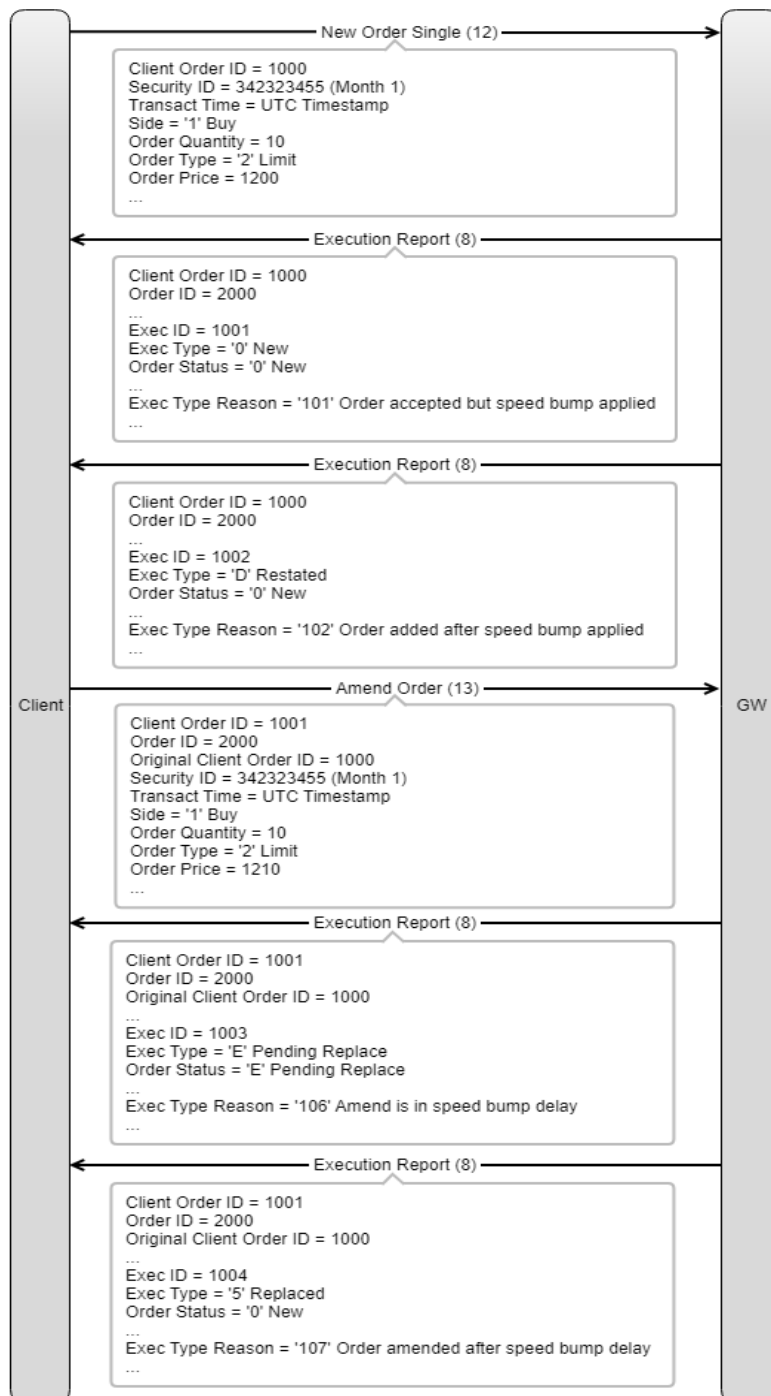 New Order Single (12)
Client Order ID = 1000
Security ID = 342323455 (Month 1)
Transact Time = UTC Timestamp
Side = '1' Buy
Order Quantity = 10
Order Type = '2' Limit
Order Price = 1200
...
Execution Report (8)
Client Order ID = 1000
Order ID = 2000
...
Exec ID = 1001
Exec Type = '0' New
Order Status = '0' New
...
Exec Type Reason = '101' Order accepted but speed bump applied
...
Execution Report (8)
Client Order ID = 1000
Order ID = 2000
...
Exec ID = 1002
Exec Type = 'D' Restated
Order Status = '0' New
...
Exec Type Reason = '102' Order added after speed bump applied
...
Amend Order (13)
Client
GW
Client Order ID = 1001
Order ID = 2000
Original Client Order ID = 1000
Security ID = 342323455 (Month 1)
Transact Time = UTC Timestamp
Side = '1' Buy
Order Quantity = 10
Order Type = '2' Limit
Order Price = 1210
...
Execution Report (8)
Client Order ID = 1001
Order ID = 2000
Original Client Order ID = 1000
...
Exec ID = 1003
Exec Type = 'E' Pending Replace
Order Status = 'E' Pending Replace
...
Exec Type Reason = '106' Amend is in speed bump delay
...
Execution Report (8)
Client Order ID = 1001
Order ID = 2000
Original Client Order ID = 1000
...
Exec ID = 1004
Exec Type = '5' Replaced
Order Status = '0' New
...
Exec Type Reason = '107' Order amended after speed bump delay
...